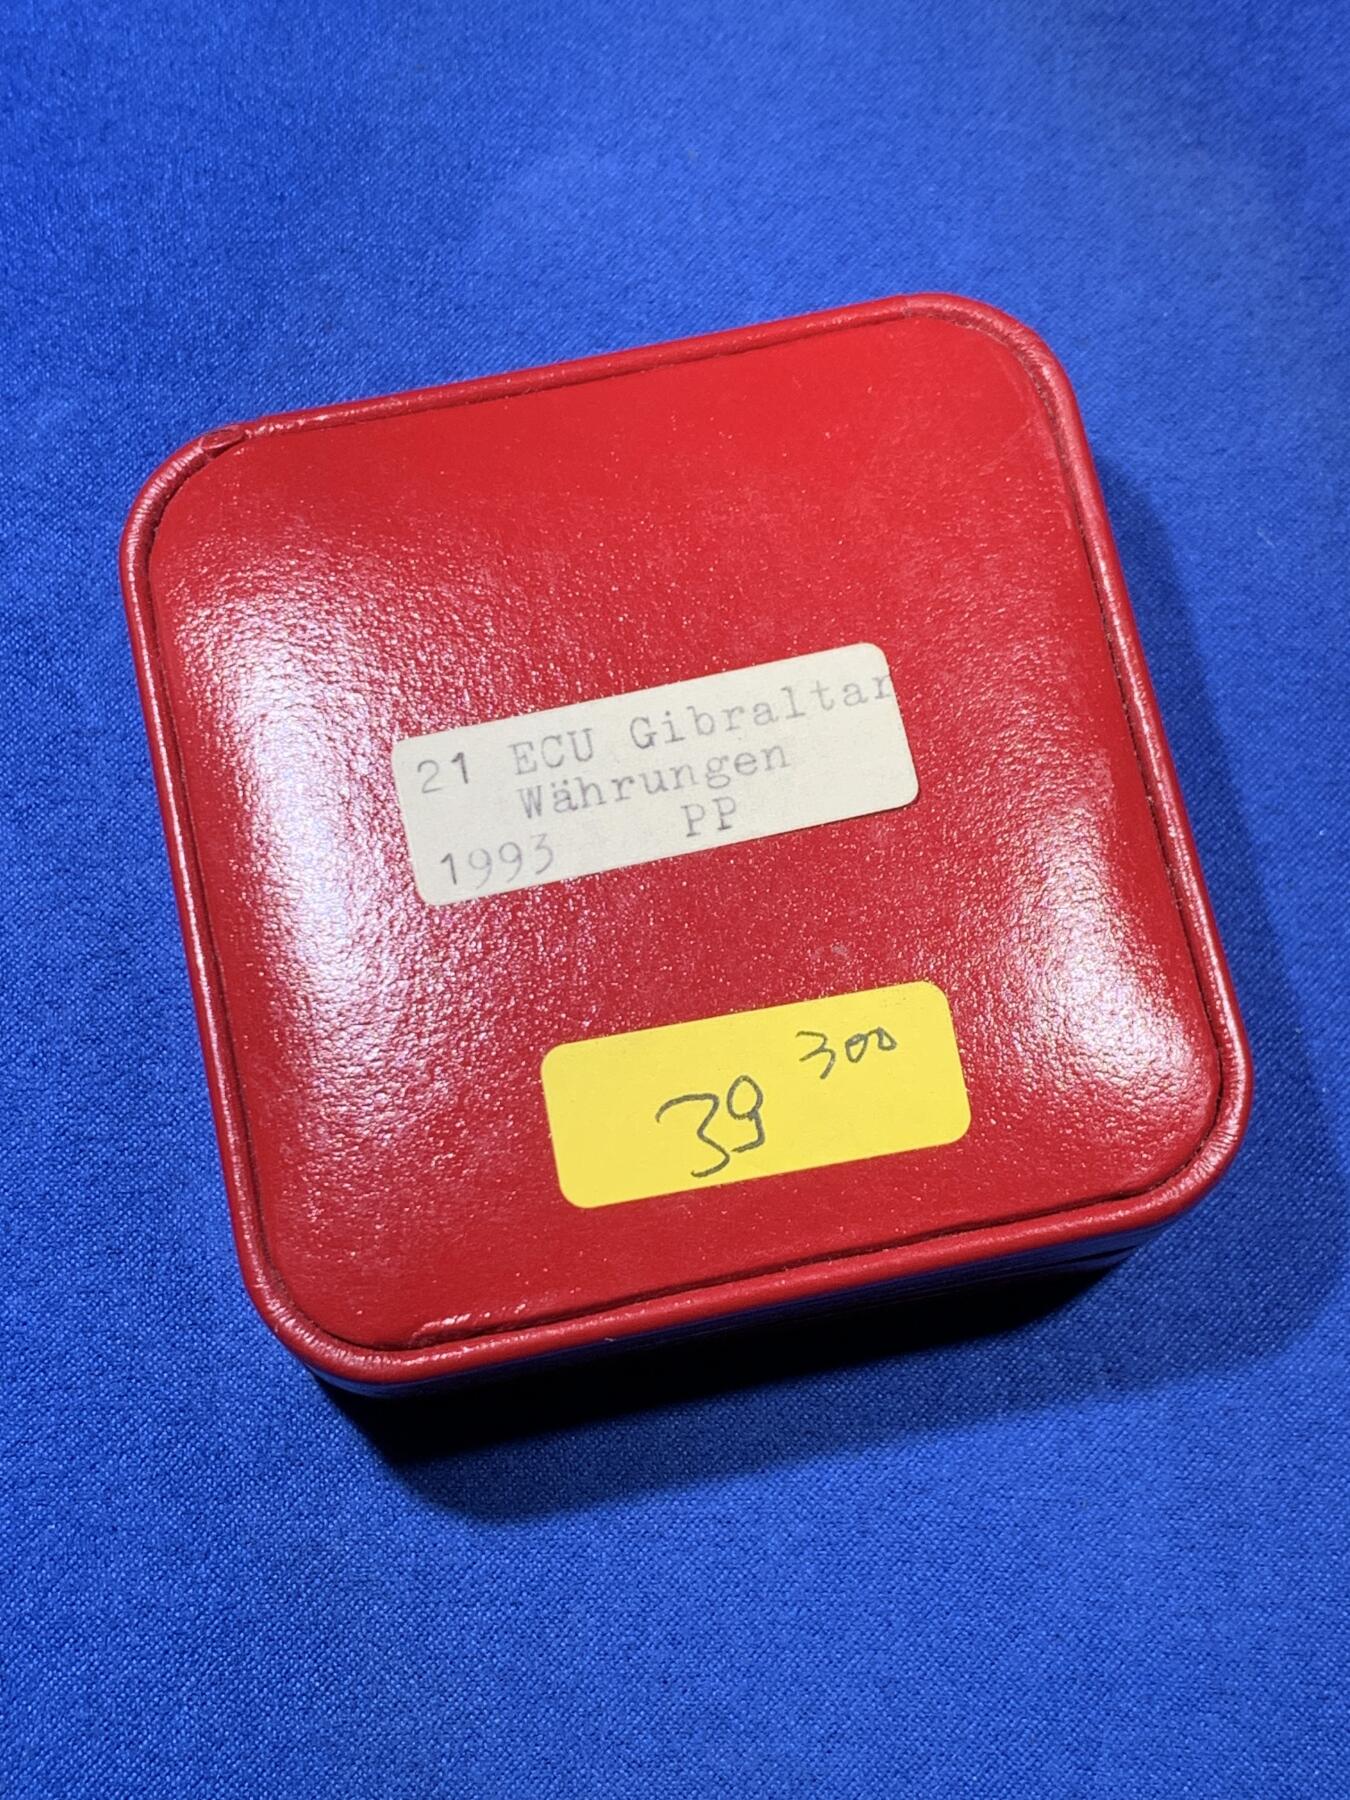 21 ECU Gibraltar
Währungen
1993 PP
300
39